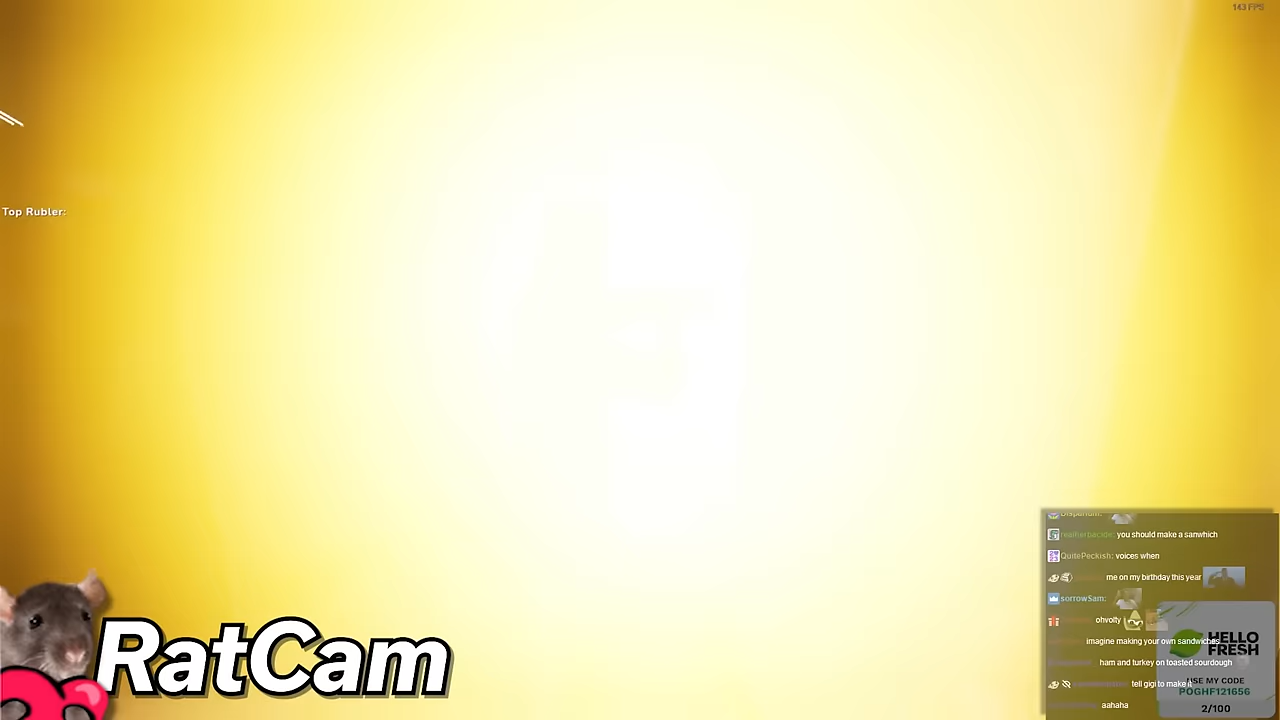 143 FPS
Top Rubler:
you should make a sanwhich
QuitePeckish: voices when
me on my birthday this year
sorrowSam:
ohvolty
imagine making your own sandwiches
ham and turkey on toasted sourdough
tell gigi to make it
aahaha
HELLO
FRESH
USE MY CODE
POGHF121656
2/100
RatCam